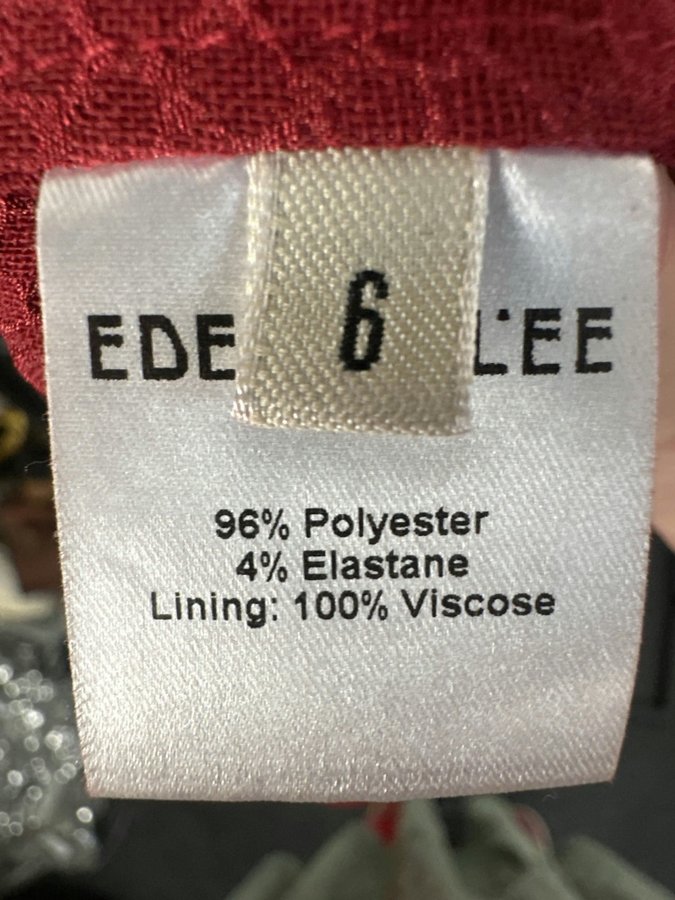 6
EDE LEE
96% Polyester
4% Elastane
Lining: 100% Viscose